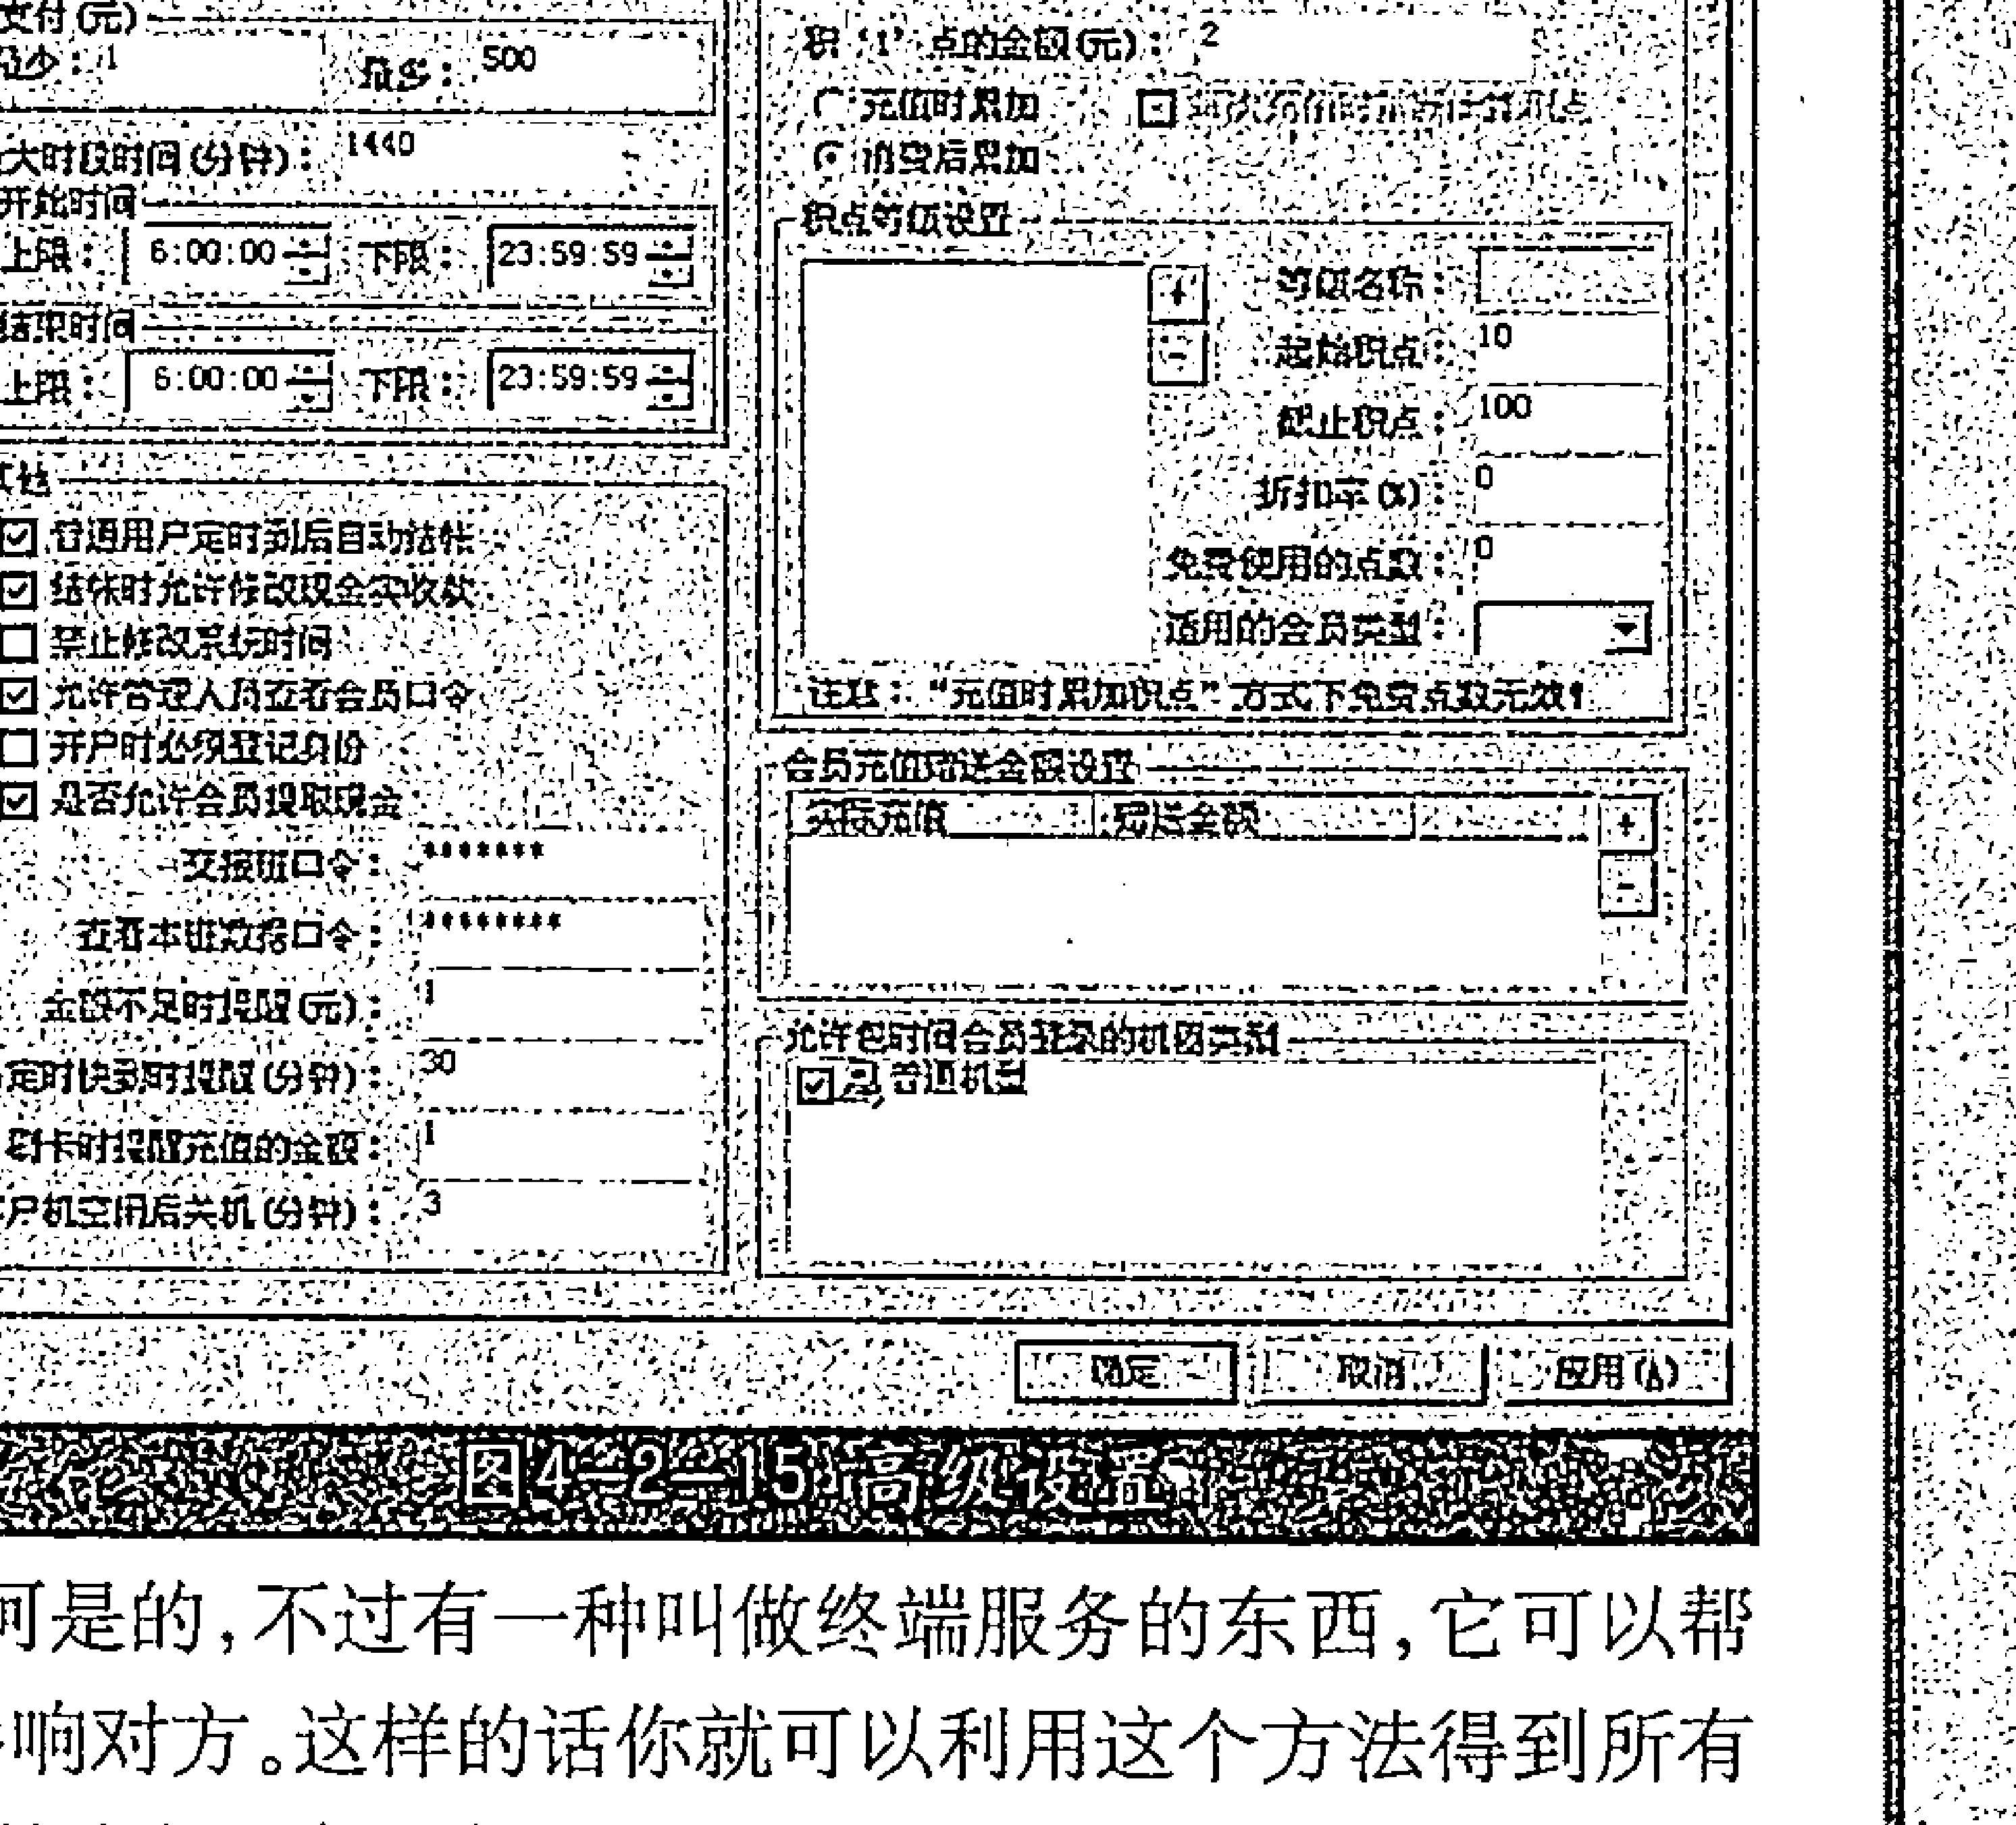 支付(元)
最少: 1 最多: 500
大时段时间(分钟): 1440
开始时间
上限: 6:00:00 下限: 23:59:59
结束时间
上限: 6:00:00 下限: 23:59:59
其他
普通用户定时到后自动结帐
结帐时允许修改现金实收款
禁止修改系统时间
允许管理人员查看会员口令
开户时必须登记身份
是否允许会员提取现金
交接班口令: *******
查看本班数据口令: ********
金额不足时提醒(元): 1
定时快到时提醒(分钟): 30
刷卡时提醒充值的金额: 1
户机空闲后关机(分钟): 3
积‘1’点的金额(元): 2
充值时累加
消费后累加
积点等级设置
+
-
等级名称:
起始积点: 10
截止积点: 100
折扣率(%): 0
免费使用的点数: 0
适用的会员类型:
注意: “充值时累加积点”方式下免费点数无效!
会员充值赠送金额设置
实际充值 赠送金额
+
-
允许包时间会员登录的机器类型
普通机型
确定 取消 应用(A)
图4-2-15 高级设置
是的,不过有一种叫做终端服务的东西,它可以帮
响对方。这样的话你就可以利用这个方法得到所有